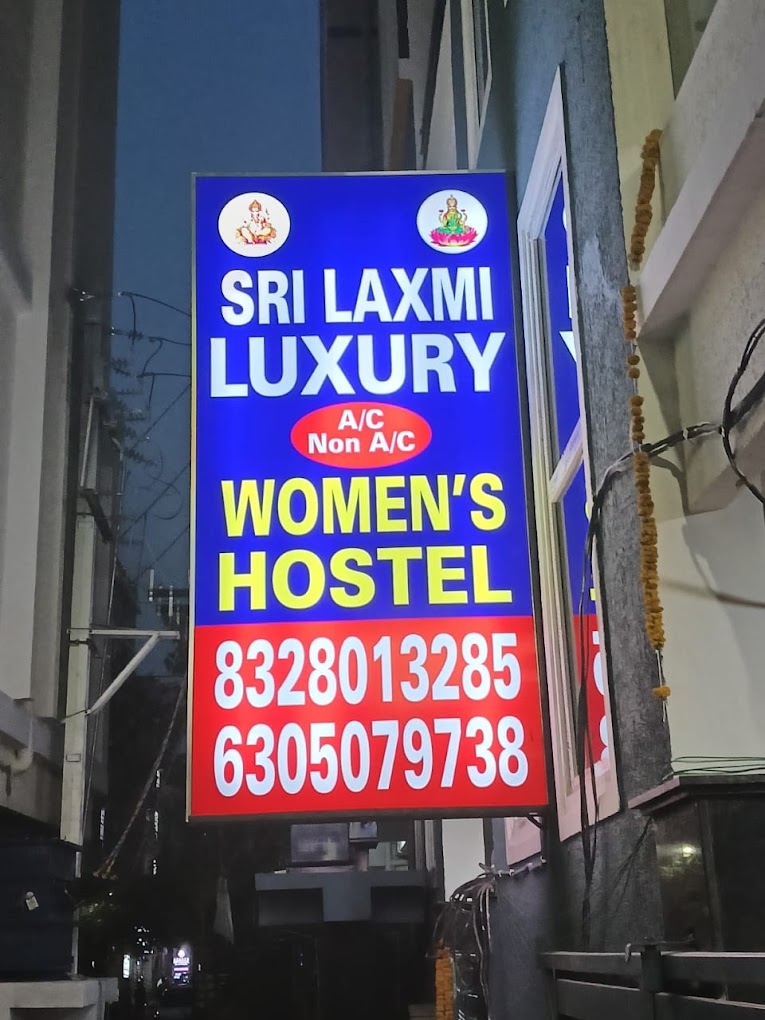 SRI LAXMI
LUXURY
A/C
Non A/C
WOMEN'S
HOSTEL
8328013285
6305079738